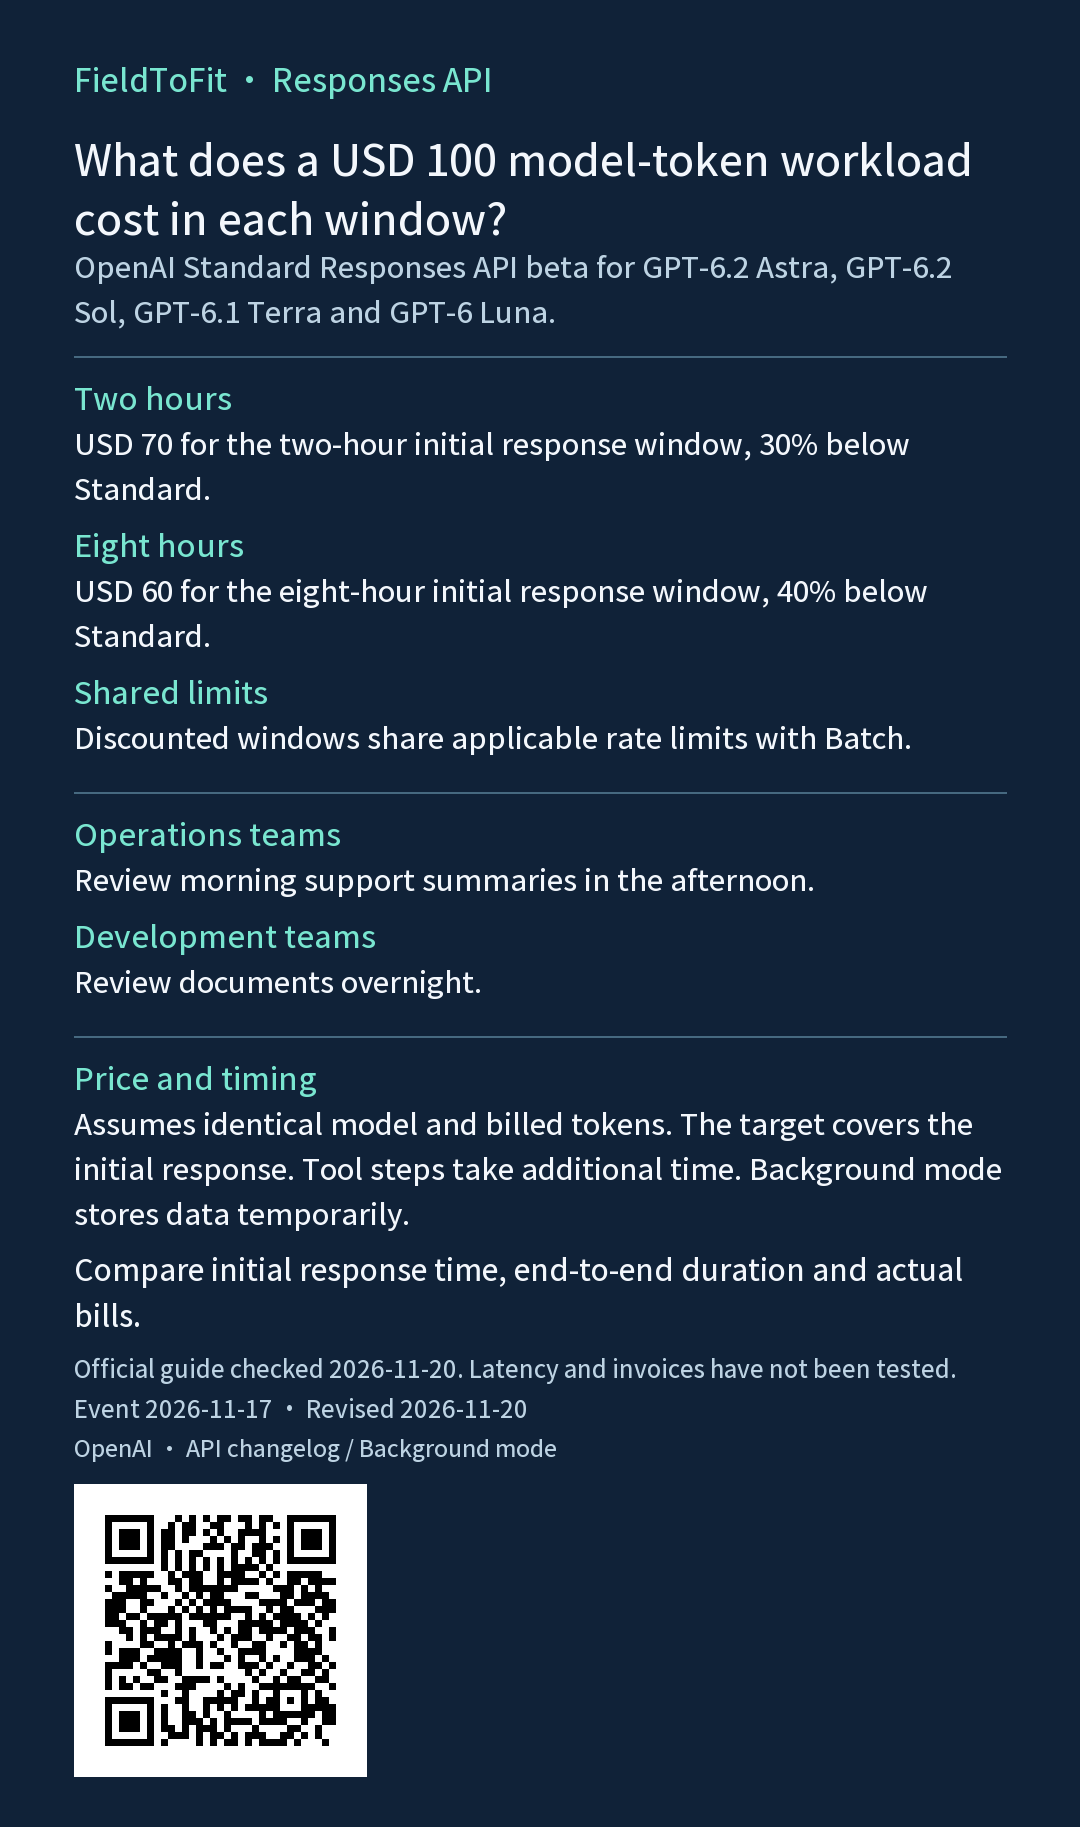 FieldToFit • Responses API
What does a USD 100 model-token workload
cost in each window?
OpenAI Standard Responses API beta for GPT-6.2 Astra, GPT-6.2
Sol, GPT-6.1 Terra and GPT-6 Luna.
Two hours
USD 70 for the two-hour initial response window, 30% below
Standard.
Eight hours
USD 60 for the eight-hour initial response window, 40% below
Standard.
Shared limits
Discounted windows share applicable rate limits with Batch.
Operations teams
Review morning support summaries in the afternoon.
Development teams
Review documents overnight.
Price and timing
Assumes identical model and billed tokens. The target covers the
initial response. Tool steps take additional time. Background mode
stores data temporarily.
Compare initial response time, end-to-end duration and actual
bills.
Official guide checked 2026-11-20. Latency and invoices have not been tested.
Event 2026-11-17 • Revised 2026-11-20
OpenAI • API changelog / Background mode